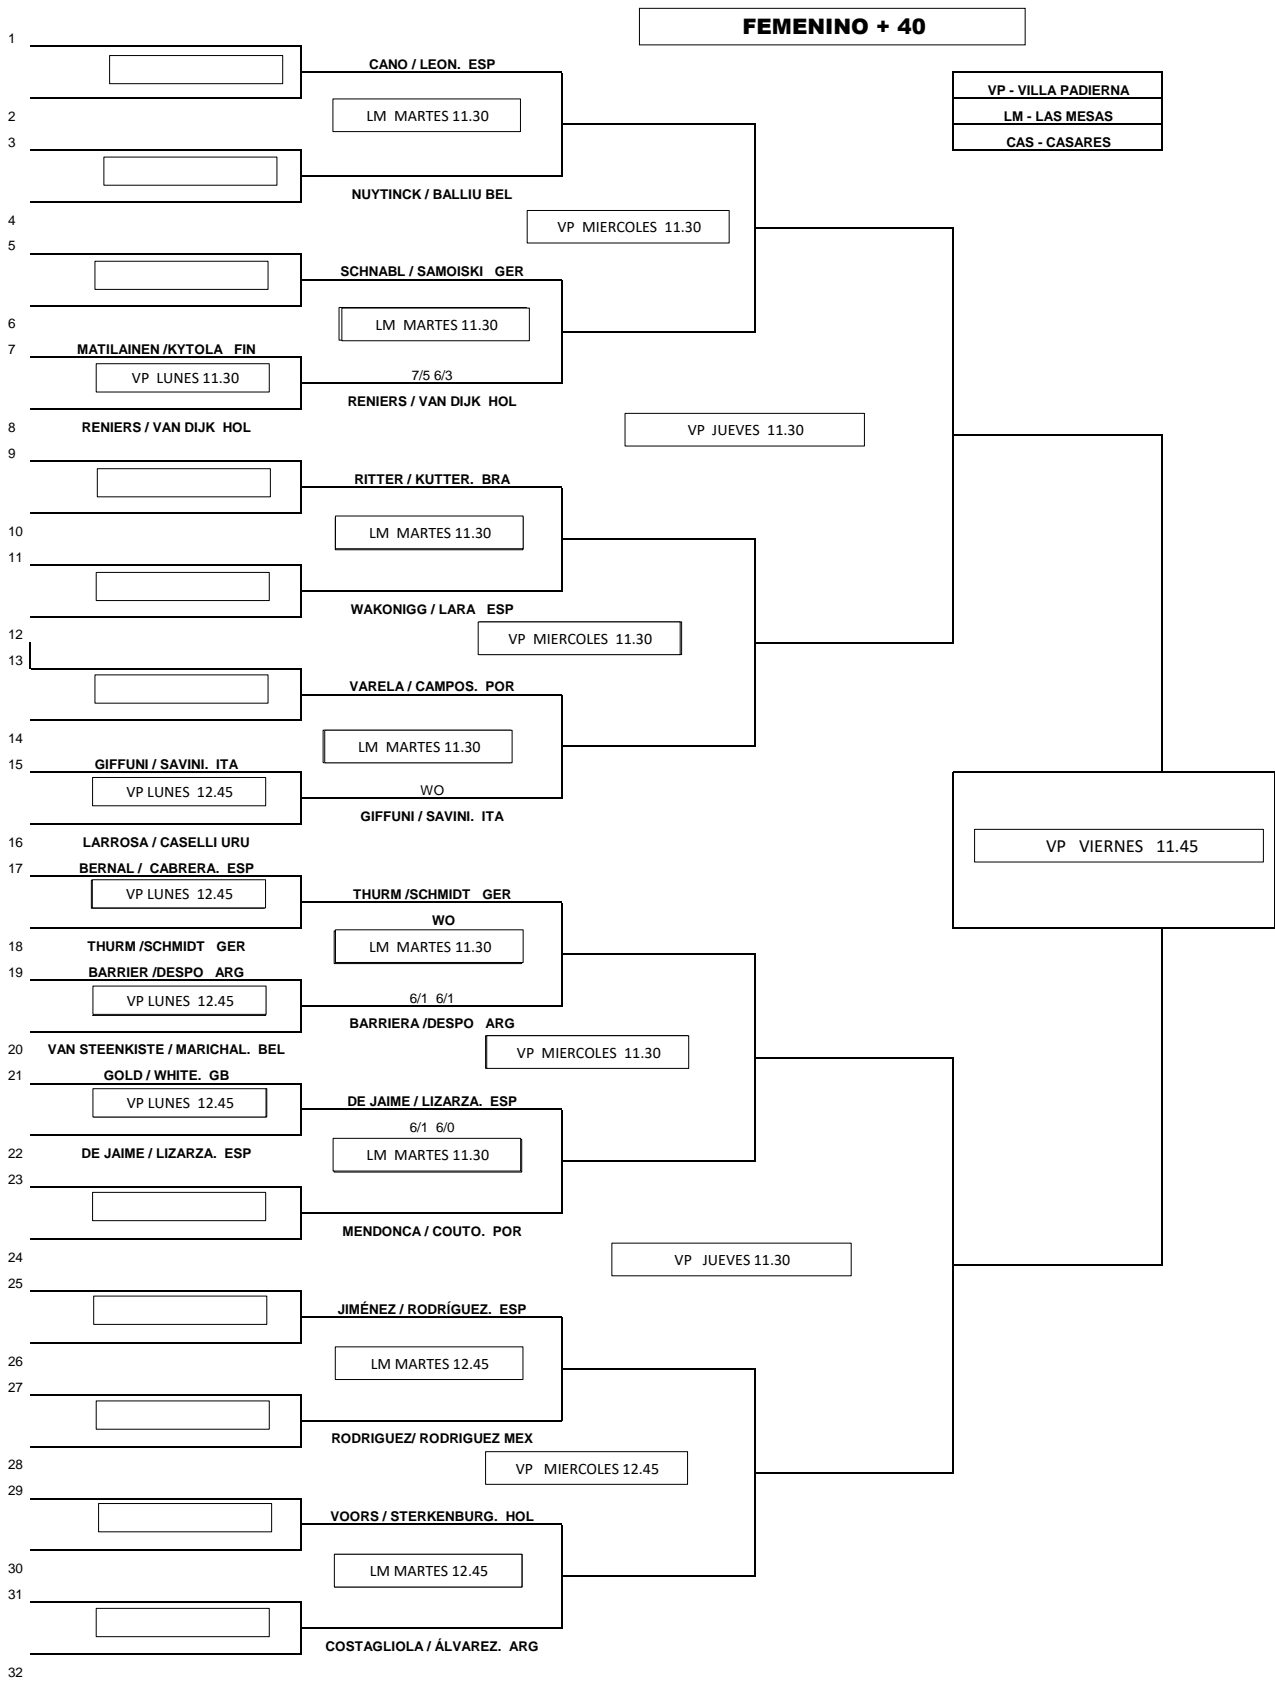 FEMENINO + 40
1
CANO / LEON. ESP
VP - VILLA PADIERNA
LM MARTES 11.30
2
LM - LAS MESAS
3
CAS - CASARES
NUYTINCK / BALLIU BEL
4
VP MIERCOLES 11.30
5
SCHNABL / SAMOISKI GER
6
LM MARTES 11.30
7
MATILAINEN /KYTOLA FIN
VP LUNES 11.30
7/5 6/3
RENIERS / VAN DIJK HOL
8
RENIERS / VAN DIJK HOL
VP JUEVES 11.30
9
RITTER / KUTTER. BRA
10
LM MARTES 11.30
11
WAKONIGG / LARA ESP
12
VP MIERCOLES 11.30
13
VARELA / CAMPOS. POR
14
LM MARTES 11.30
15
GIFFUNI / SAVINI. ITA
VP LUNES 12.45
WO
GIFFUNI / SAVINI. ITA
16
LARROSA / CASELLI URU
VP VIERNES 11.45
17
BERNAL / CABRERA. ESP
VP LUNES 12.45
THURM /SCHMIDT GER
WO
18
THURM /SCHMIDT GER
LM MARTES 11.30
19
BARRIER /DESPO ARG
VP LUNES 12.45
6/1 6/1
BARRIERA /DESPO ARG
20
VAN STEENKISTE / MARICHAL. BEL
VP MIERCOLES 11.30
21
GOLD / WHITE. GB
VP LUNES 12.45
DE JAIME / LIZARZA. ESP
6/1 6/0
22
DE JAIME / LIZARZA. ESP
LM MARTES 11.30
23
MENDONCA / COUTO. POR
24
VP JUEVES 11.30
25
JIMÉNEZ / RODRÍGUEZ. ESP
26
LM MARTES 12.45
27
RODRIGUEZ/ RODRIGUEZ MEX
28
VP MIERCOLES 12.45
29
VOORS / STERKENBURG. HOL
30
LM MARTES 12.45
31
COSTAGLIOLA / ÁLVAREZ. ARG
32